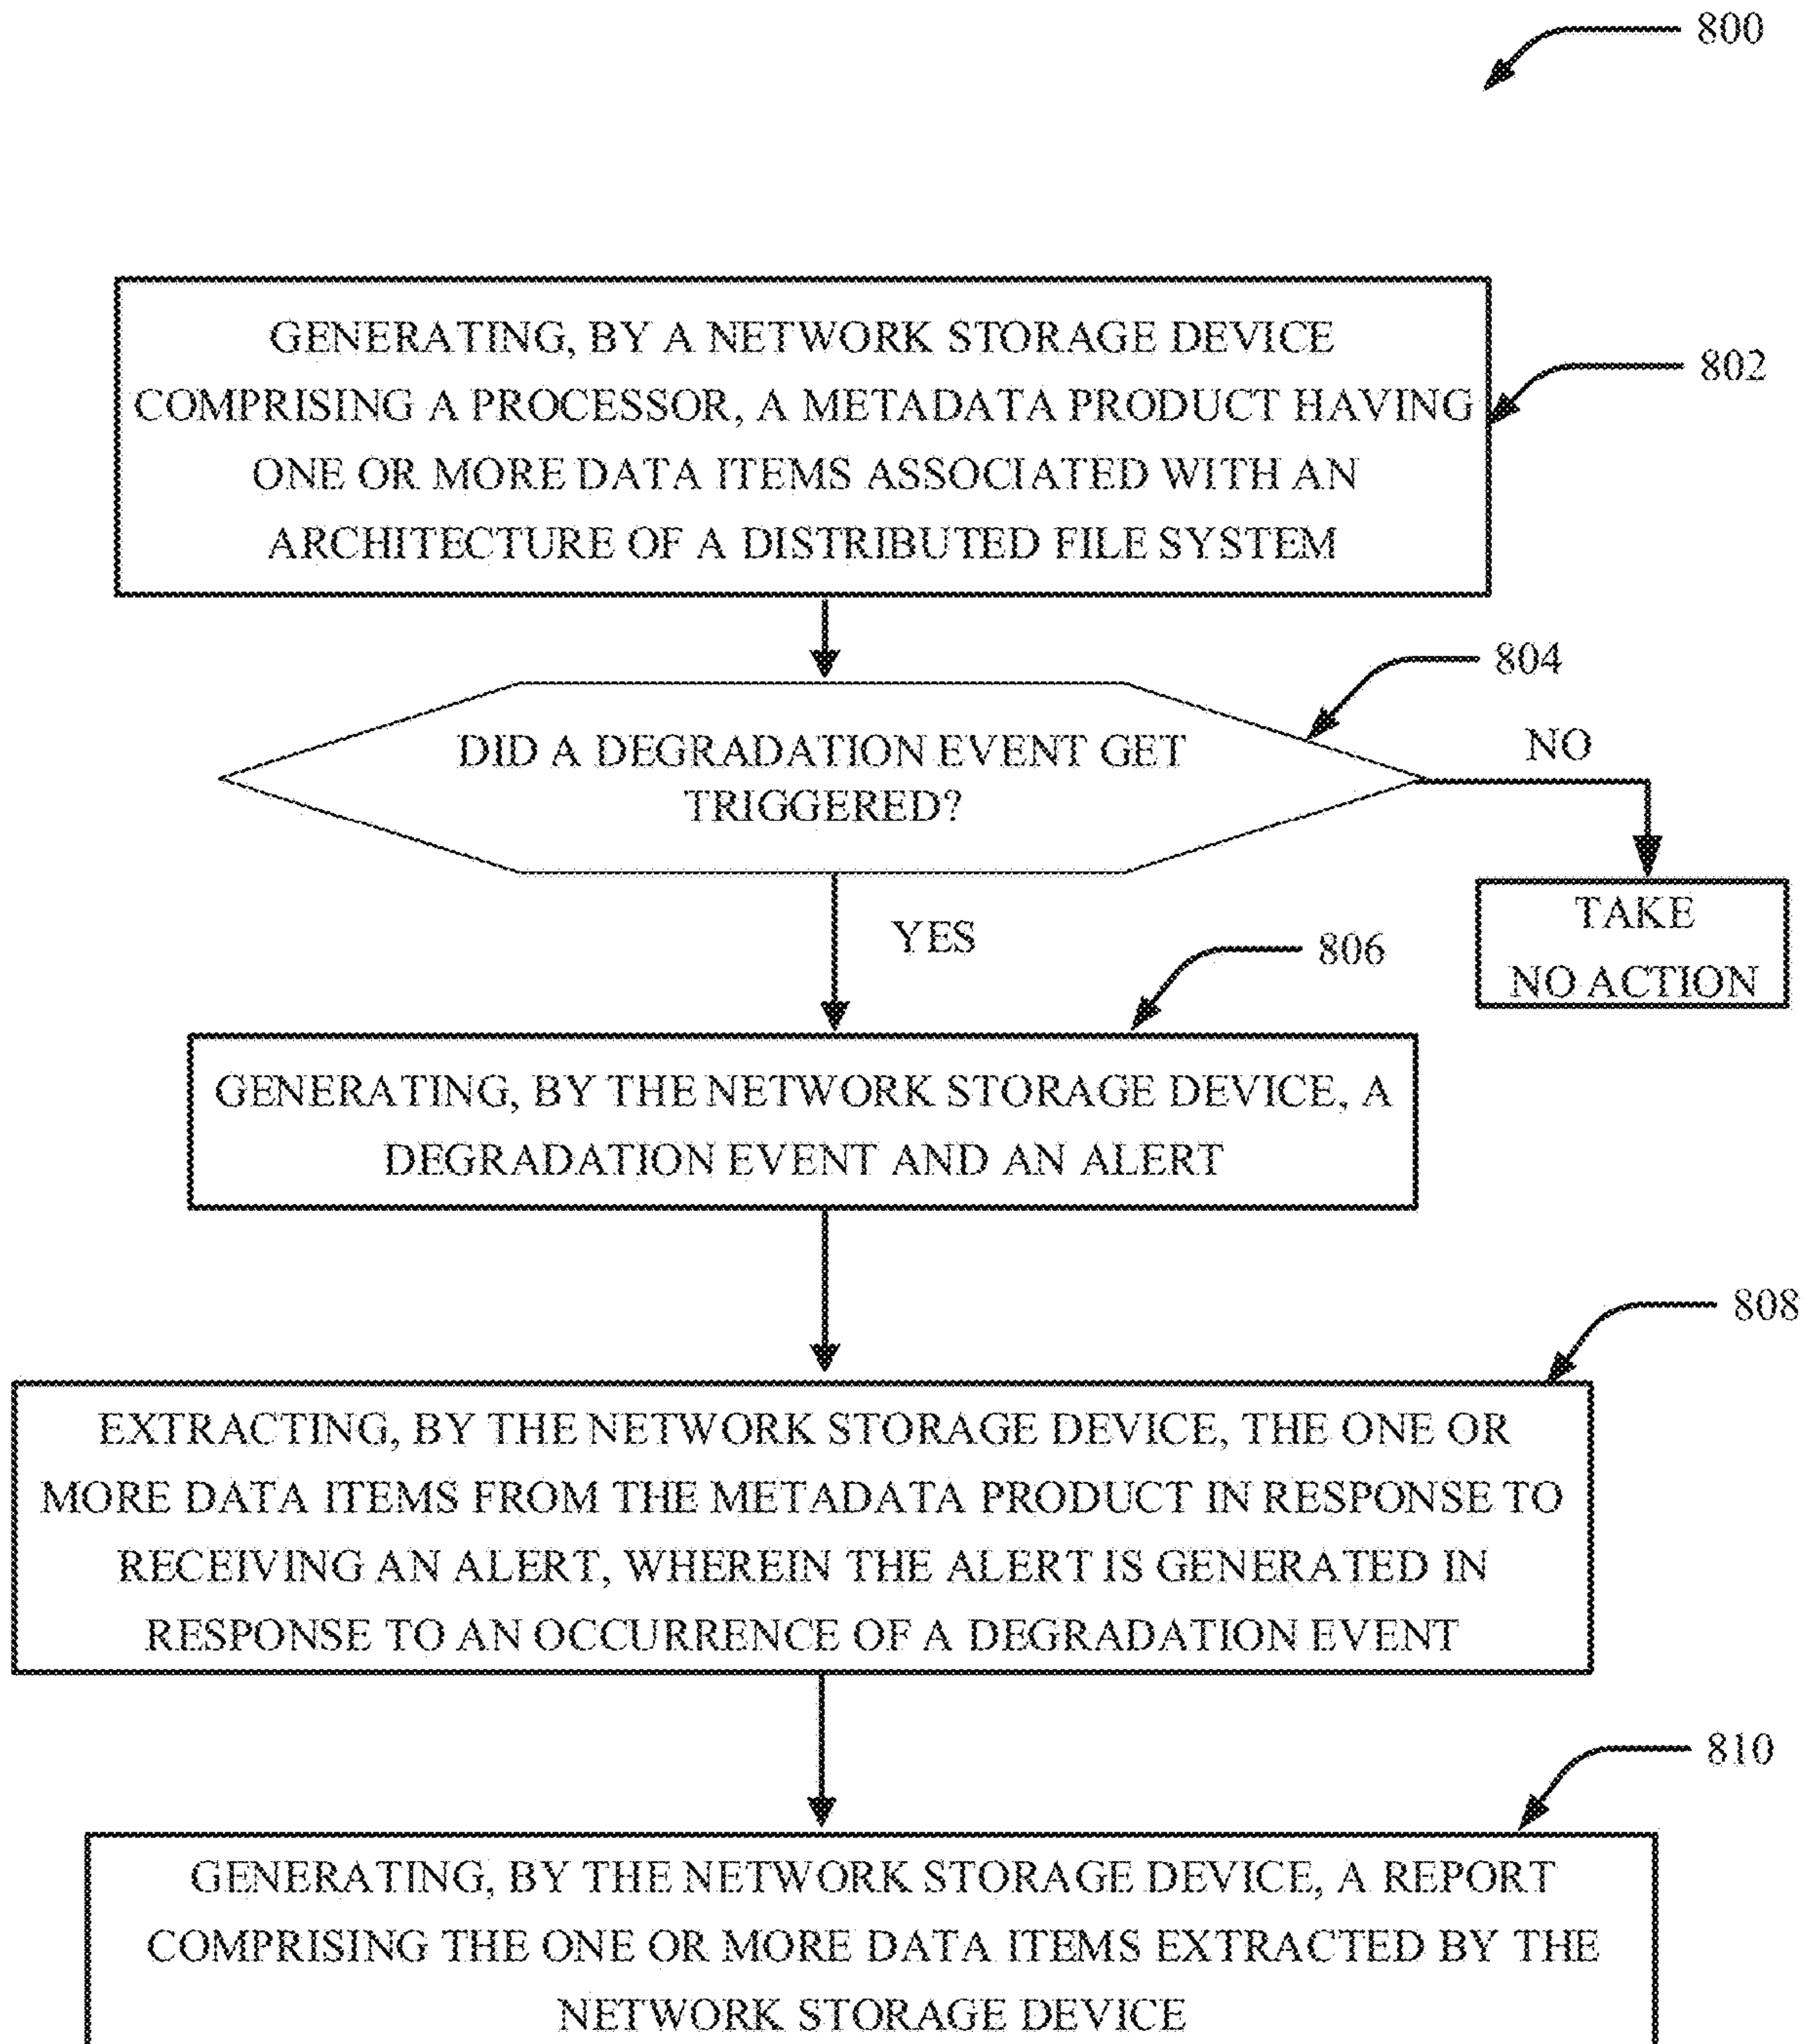 800
GENERATING, BY A NETWORK STORAGE DEVICE
COMPRISING A PROCESSOR, A METADATA PRODUCT HAVING
802
ONE OR MORE DATA ITEMS ASSOCIATED WITH AN
ARCHITECTURE OF A DISTRIBUTED FILE SYSTEM
804
DID A DEGRADATION EVENT GET
TRIGGERED?
NO
TAKE
NO ACTION
YES
806
GENERATING, BY THE NETWORK STORAGE DEVICE, A
DEGRADATION EVENT AND AN ALERT
808
EXTRACTING, BY THE NETWORK STORAGE DEVICE, THE ONE OR
MORE DATA ITEMS FROM THE METADATA PRODUCT IN RESPONSE TO
RECEIVING AN ALERT, WHEREIN THE ALERT IS GENERATED IN
RESPONSE TO AN OCCURRENCE OF A DEGRADATION EVENT
810
GENERATING, BY THE NETWORK STORAGE DEVICE, A REPORT
COMPRISING THE ONE OR MORE DATA ITEMS EXTRACTED BY THE
NETWORK STORAGE DEVICE